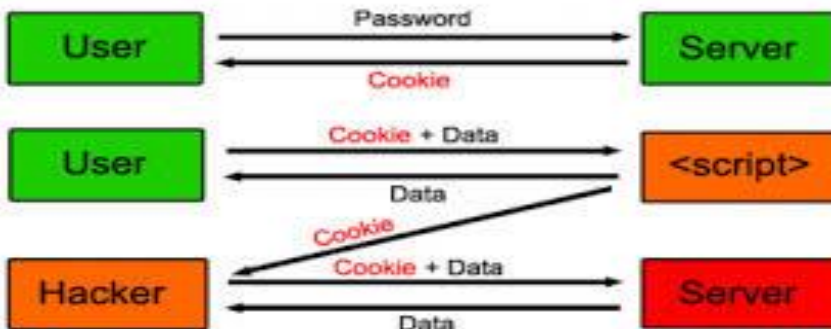 User
Password
Server
Cookie
User
Cookie + Data
<script>
Data
Cookie
Hacker
Cookie + Data
Server
Data